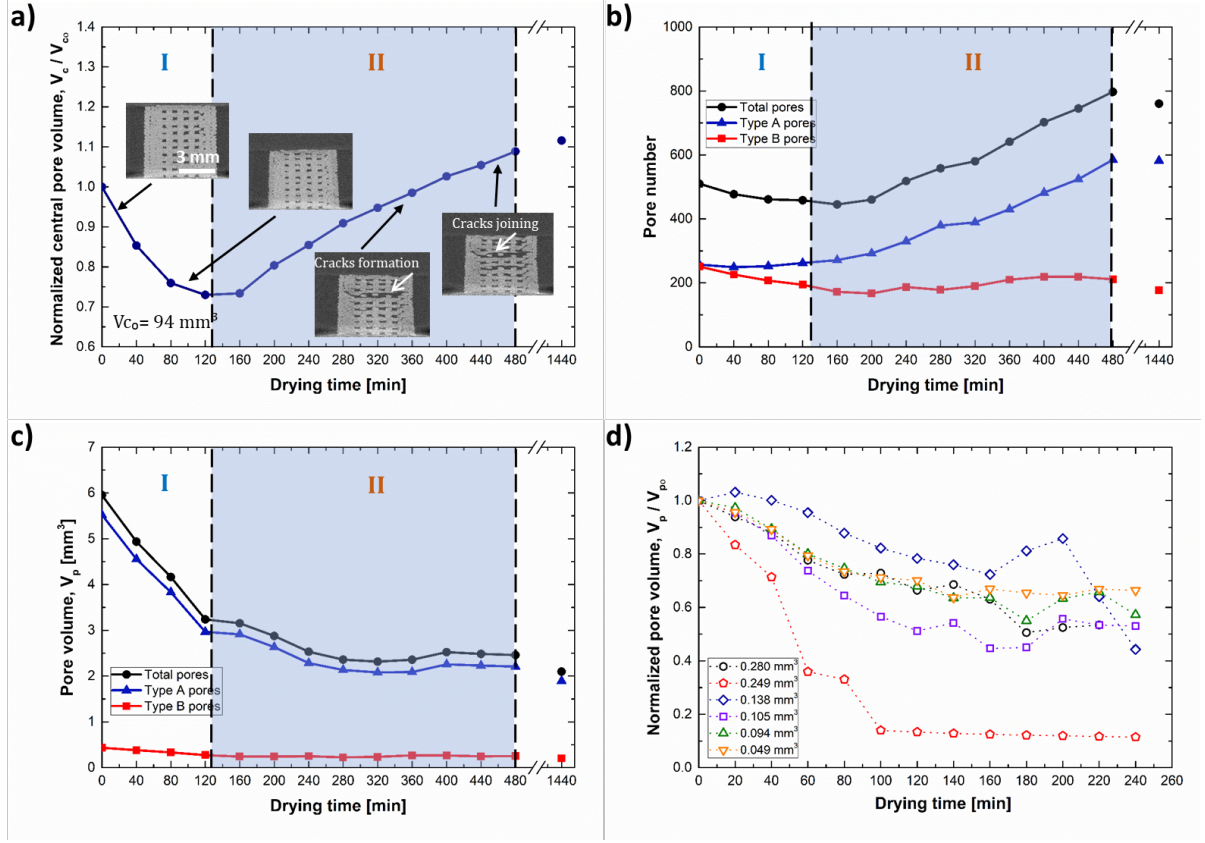 a)
Normalized central pore volume, Vc / Vco
1.4
1.3
1.2
1.1
1.0
0.9
0.8
0.7
0.6
I
II
3 mm
Cracks formation
Cracks joining
Vco= 94 mm³
0 40 80 120 160 200 240 280 320 360 400 440 480 1440
Drying time [min]
b)
Pore number
1000
800
600
400
200
0
I
II
Total pores
Type A pores
Type B pores
0 40 80 120 160 200 240 280 320 360 400 440 480 1440
Drying time [min]
c)
Pore volume, Vp [mm³]
7
6
5
4
3
2
1
0
I
II
Total pores
Type A pores
Type B pores
0 40 80 120 160 200 240 280 320 360 400 440 480 1440
Drying time [min]
d)
Normalized pore volume, Vp / Vpo
1.2
1.0
0.8
0.6
0.4
0.2
0.0
0.280 mm³
0.249 mm³
0.138 mm³
0.105 mm³
0.094 mm³
0.049 mm³
0 20 40 60 80 100 120 140 160 180 200 220 240 260
Drying time [min]